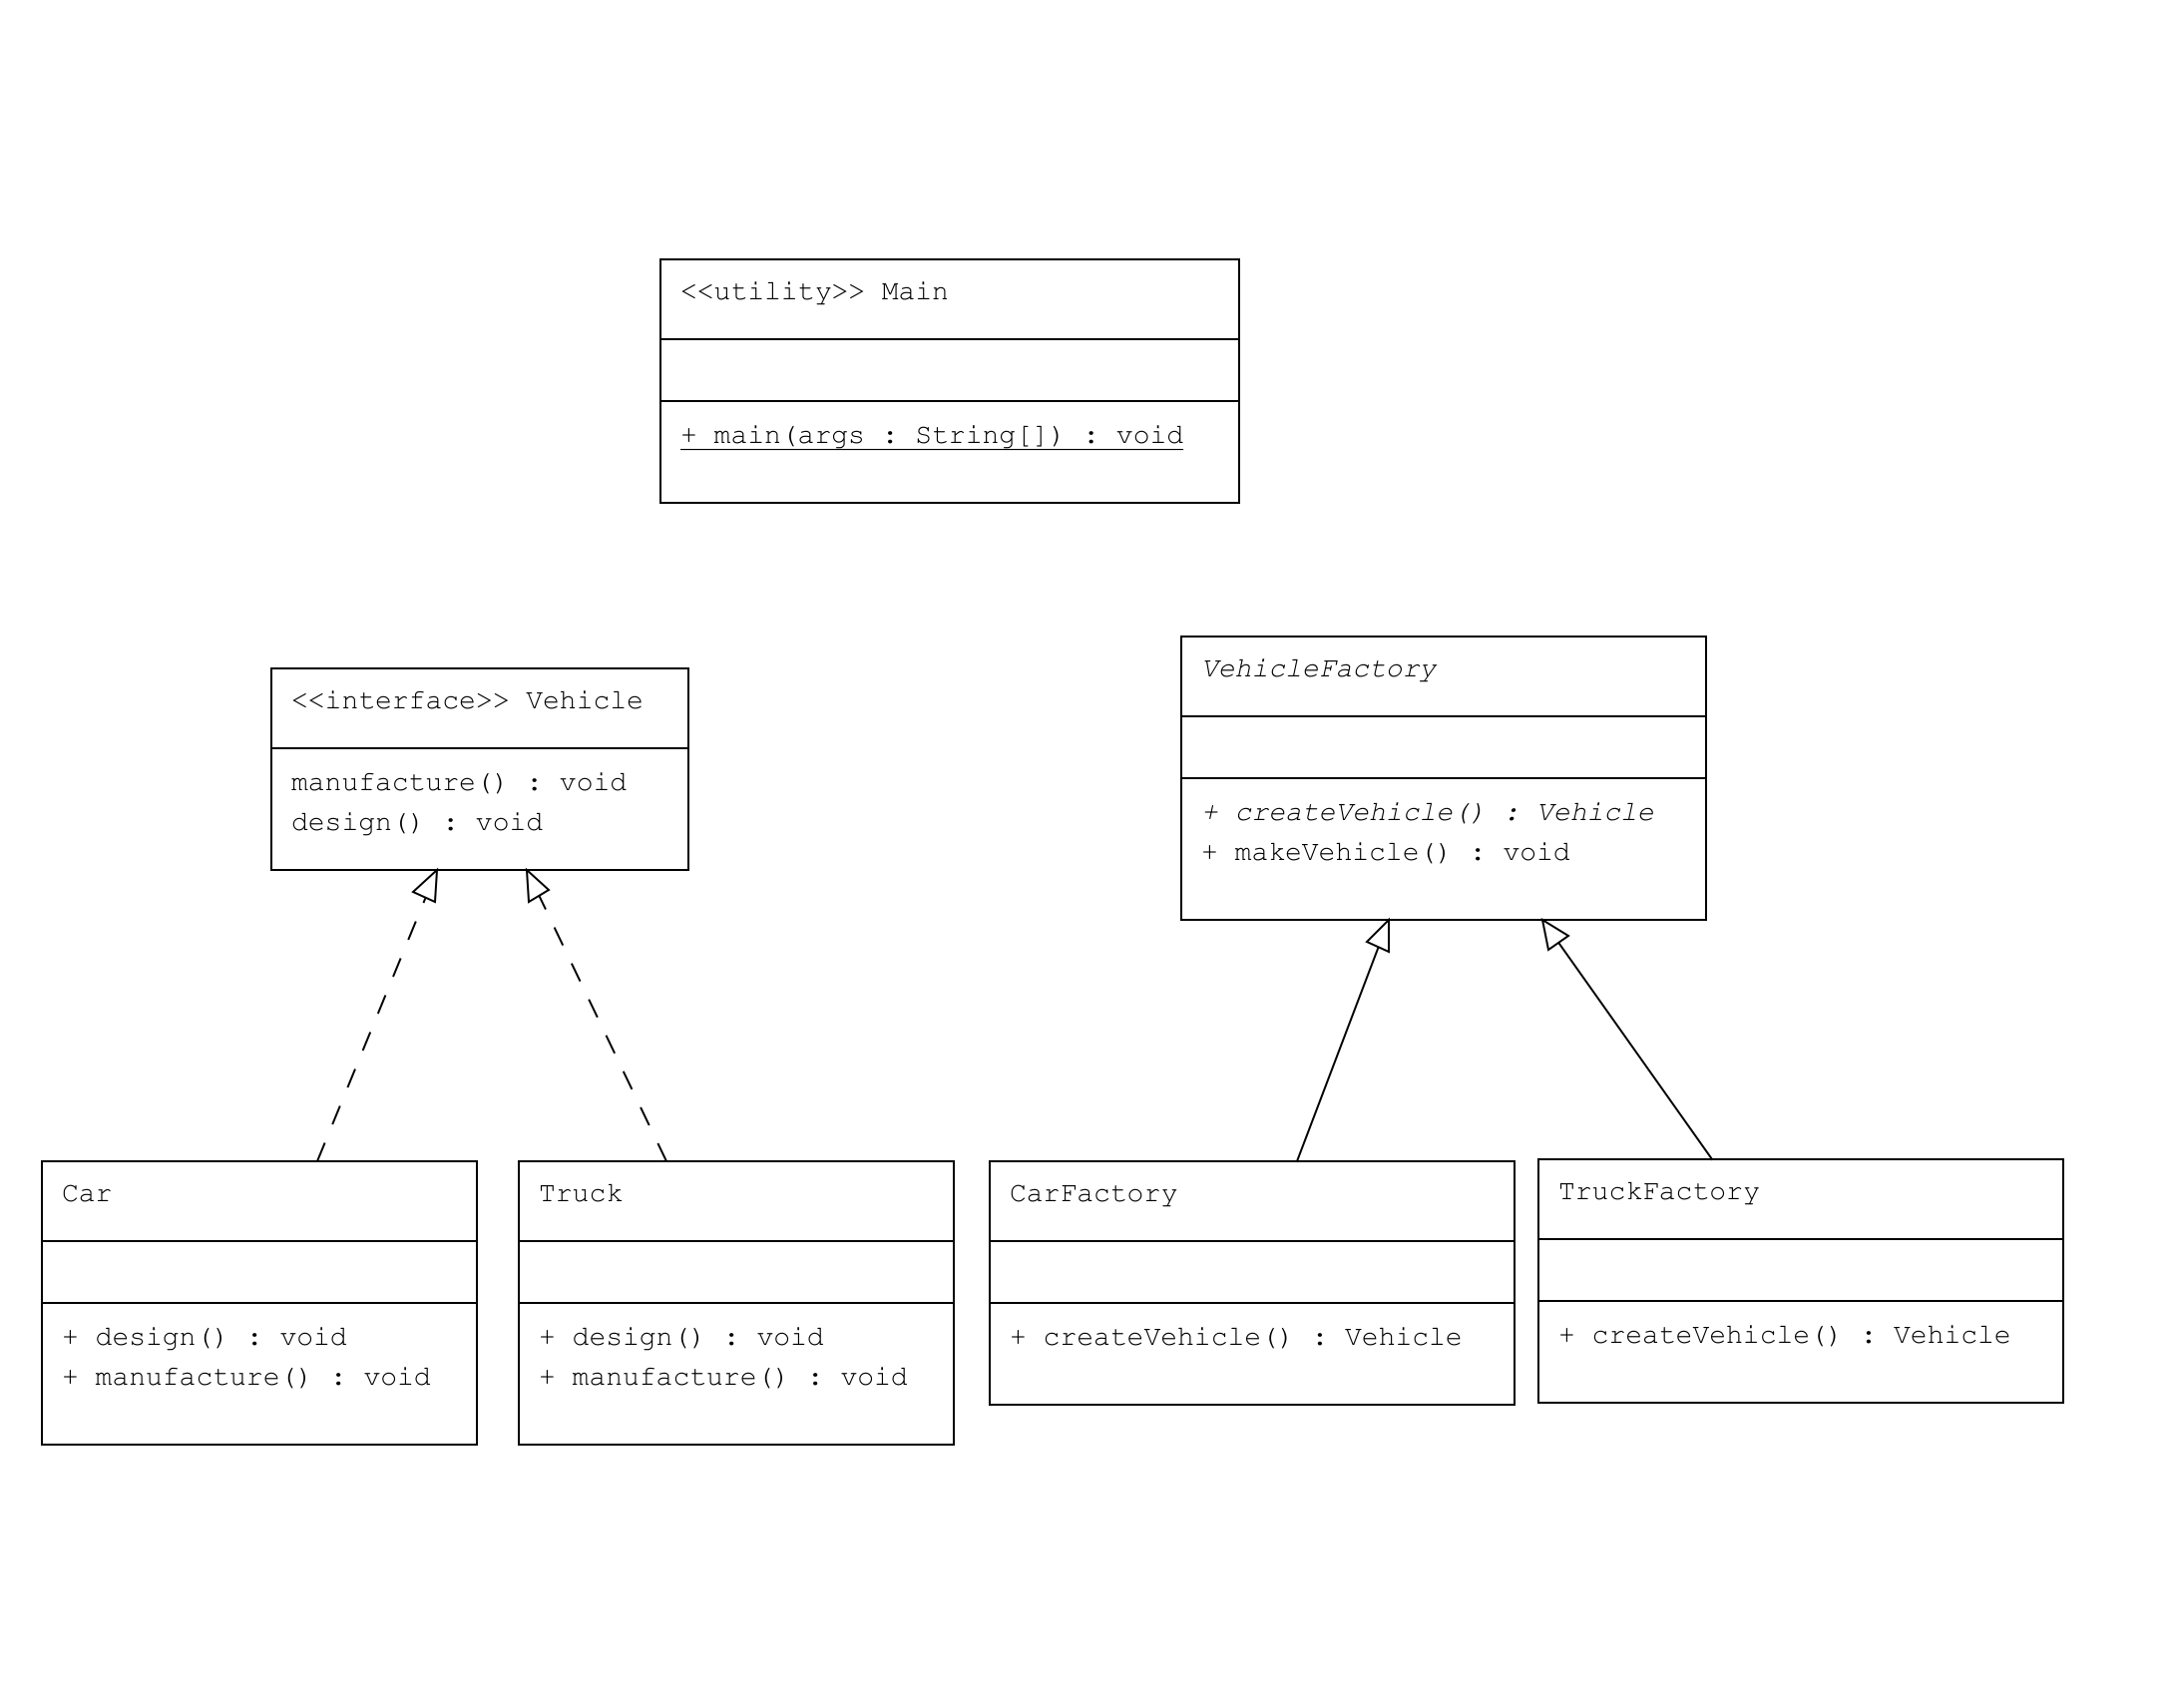 <<utility>> Main
+ main(args : String[]) : void
<<interface>> Vehicle
manufacture() : void
design() : void
VehicleFactory
+ createVehicle() : Vehicle
+ makeVehicle() : void
Car
+ design() : void
+ manufacture() : void
Truck
+ design() : void
+ manufacture() : void
CarFactory
+ createVehicle() : Vehicle
TruckFactory
+ createVehicle() : Vehicle